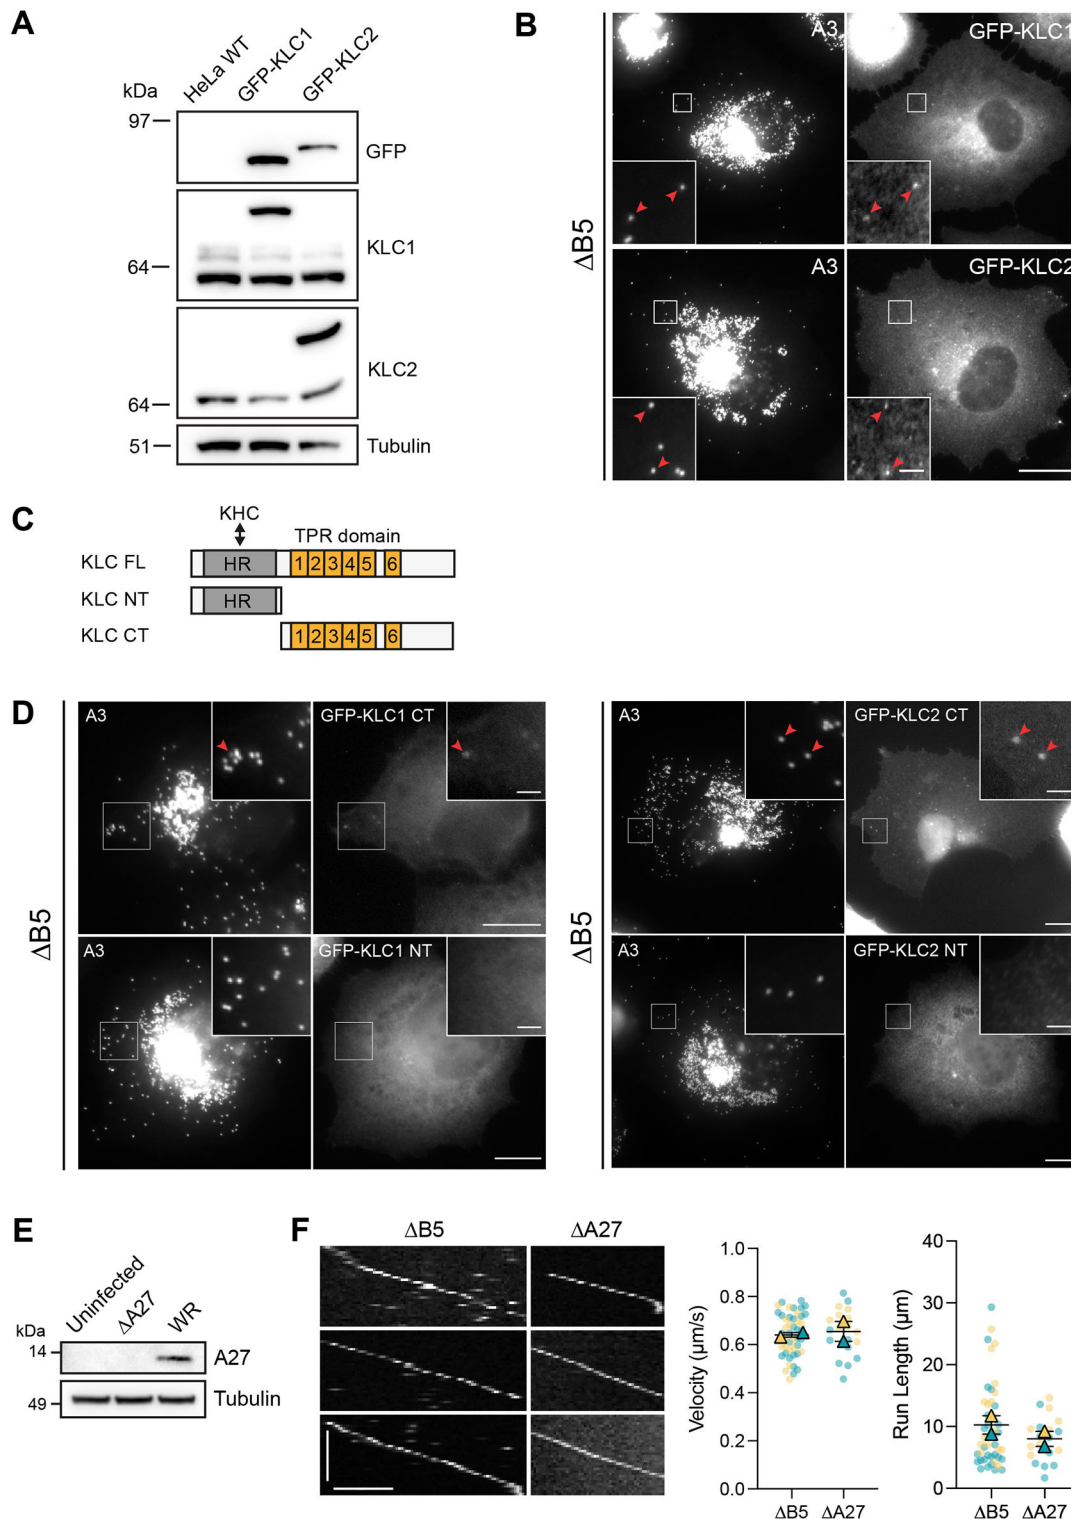 A
HeLa WT
GFP-KLC1
GFP-KLC2
kDa
97
GFP
KLC1
64
KLC2
64
51
Tubulin
B
ΔB5
A3
GFP-KLC1
A3
GFP-KLC2
C
KHC
TPR domain
KLC FL
HR
1 2 3 4 5 6
KLC NT
HR
KLC CT
1 2 3 4 5 6
D
ΔB5
A3
GFP-KLC1 CT
A3
GFP-KLC1 NT
ΔB5
A3
GFP-KLC2 CT
A3
GFP-KLC2 NT
E
Uninfected
ΔA27
WR
kDa
14
A27
49
Tubulin
F
ΔB5
ΔA27
Velocity (μm/s)
1.0
0.8
0.6
0.4
0.2
0.0
ΔB5 ΔA27
Run Length (μm)
40
30
20
10
0
ΔB5 ΔA27